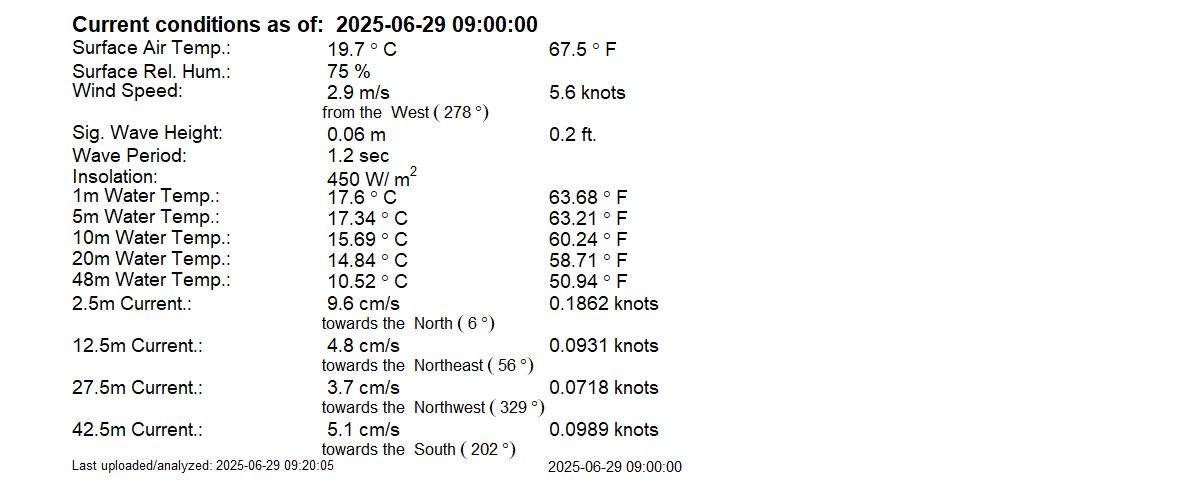 Current conditions as of: 2025-06-29 09:00:00
Surface Air Temp.: 19.7 ° C 67.5 ° F
Surface Rel. Hum.: 75 %
Wind Speed: 2.9 m/s 5.6 knots
from the West ( 278 °)
Sig. Wave Height: 0.06 m 0.2 ft.
Wave Period: 1.2 sec
Insolation: 450 W/ m²
1m Water Temp.: 17.6 ° C 63.68 ° F
5m Water Temp.: 17.34 ° C 63.21 ° F
10m Water Temp.: 15.69 ° C 60.24 ° F
20m Water Temp.: 14.84 ° C 58.71 ° F
48m Water Temp.: 10.52 ° C 50.94 ° F
2.5m Current.: 9.6 cm/s 0.1862 knots
towards the North ( 6 °)
12.5m Current.: 4.8 cm/s 0.0931 knots
towards the Northeast ( 56 °)
27.5m Current.: 3.7 cm/s 0.0718 knots
towards the Northwest ( 329 °)
42.5m Current.: 5.1 cm/s 0.0989 knots
towards the South ( 202 °)
Last uploaded/analyzed: 2025-06-29 09:20:05 2025-06-29 09:00:00